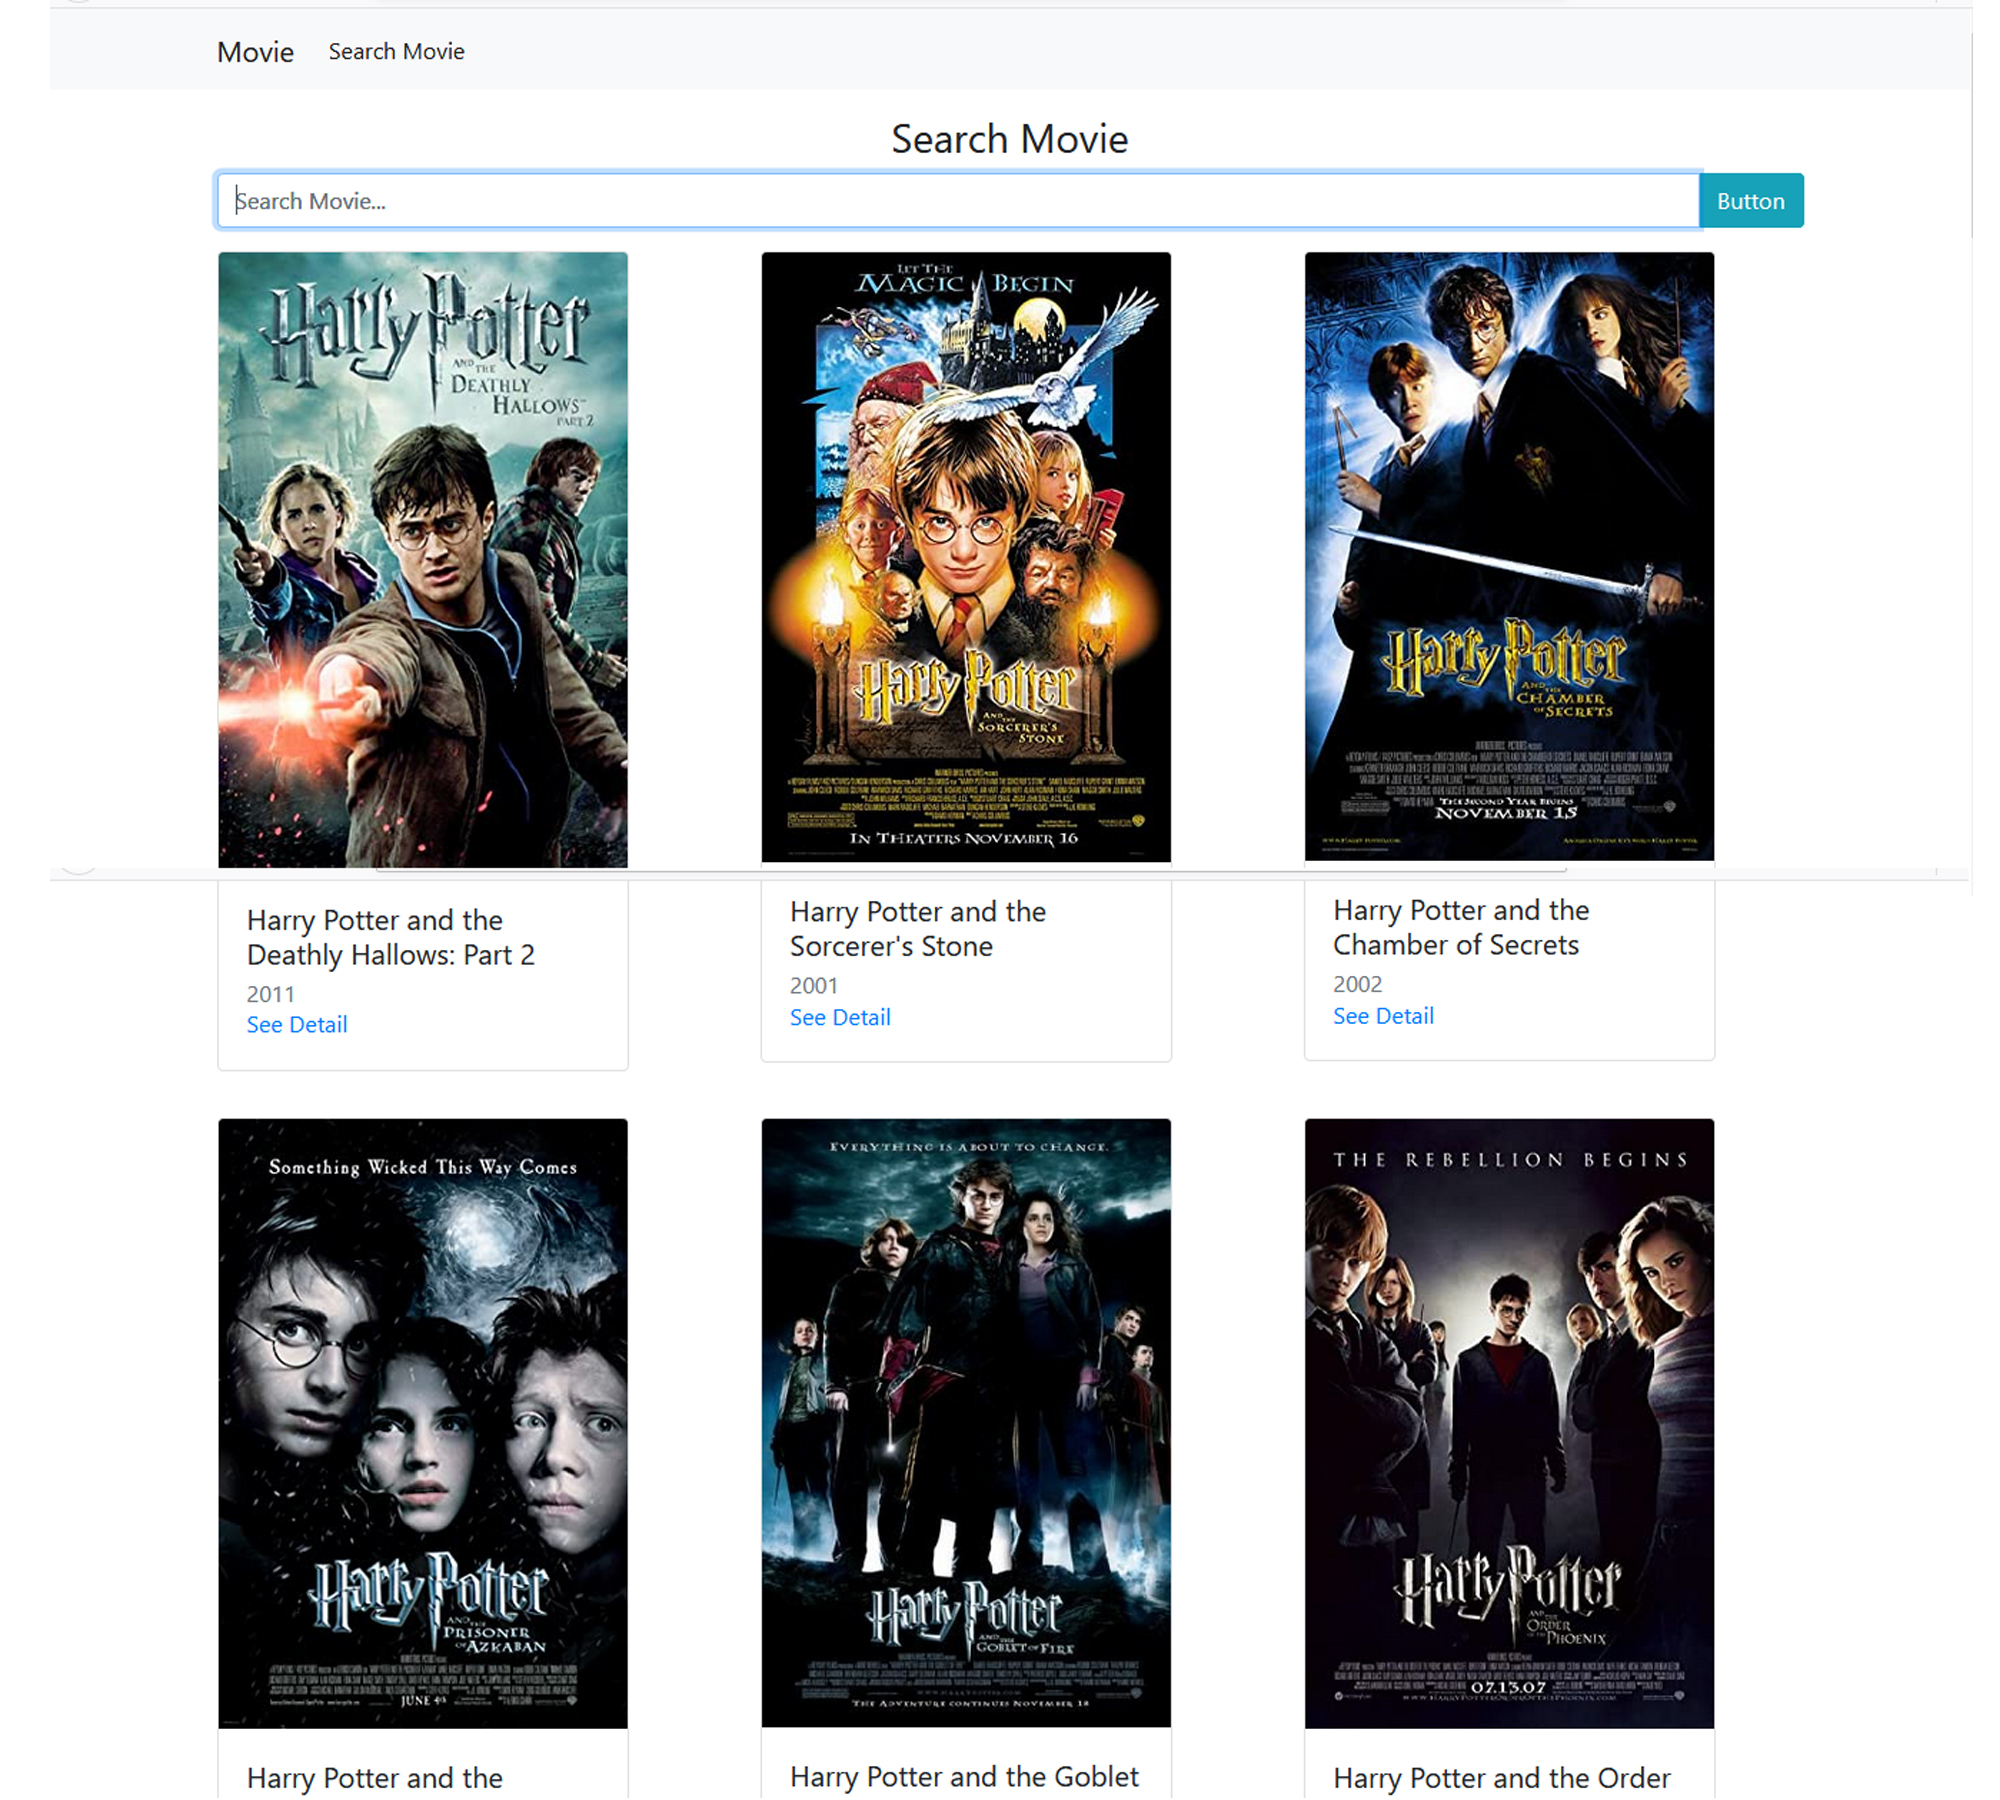 Movie Search Movie
Search Movie
Search Movie...
Button
Harry Potter
AND THE
DEATHLY
HALLOWS
PART 2
LET THE
MAGIC BEGIN
Harry Potter
AND THE
SORCERER'S
STONE
IN THEATERS NOVEMBER 16
Harry Potter
AND THE
CHAMBER
OF SECRETS
THE SECOND YEAR BEGINS
NOVEMBER 15
Harry Potter and the
Deathly Hallows: Part 2
2011
See Detail
Harry Potter and the
Sorcerer's Stone
2001
See Detail
Harry Potter and the
Chamber of Secrets
2002
See Detail
Something Wicked This Way Comes
Harry Potter
AND THE
PRISONER
OF AZKABAN
JUNE 4th
EVERYTHING IS ABOUT TO CHANGE.
Harry Potter
AND THE
GOBLET OF FIRE
THE ADVENTURE CONTINUES NOVEMBER 18
THE REBELLION BEGINS
Harry Potter
AND THE
ORDER
OF THE PHOENIX
07.13.07
Harry Potter and the
Harry Potter and the Goblet
Harry Potter and the Order